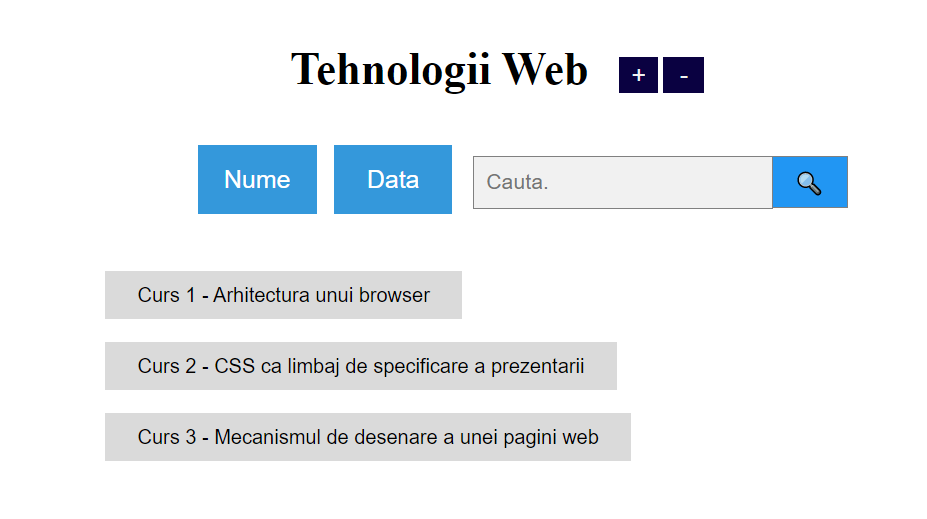 Tehnologii Web + -
Nume Data Cauta.
Curs 1 - Arhitectura unui browser
Curs 2 - CSS ca limbaj de specificare a prezentarii
Curs 3 - Mecanismul de desenare a unei pagini web